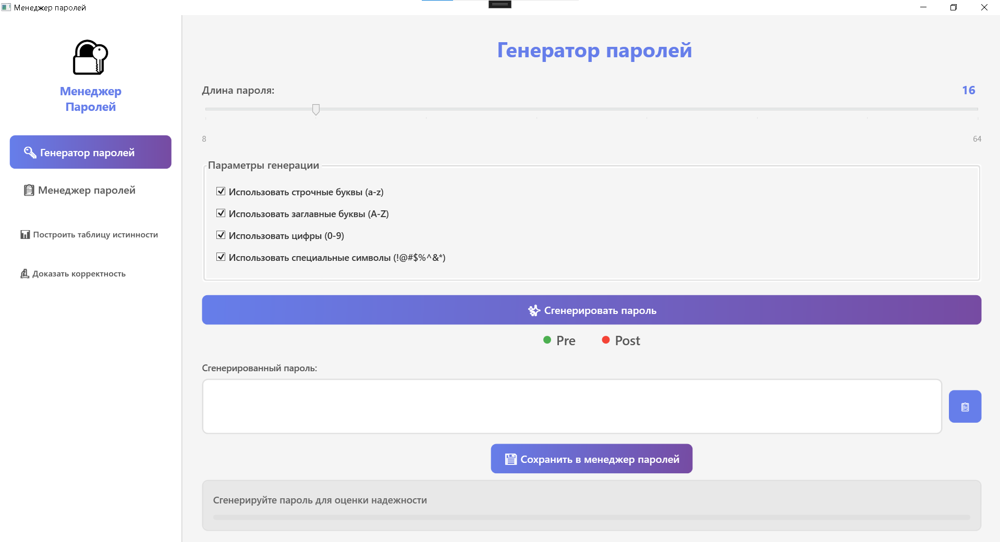 Менеджер паролей
Менеджер
Паролей
Генератор паролей
Менеджер паролей
Построить таблицу истинности
Доказать корректность
Генератор паролей
Длина пароля:
16
8
64
Параметры генерации
Использовать строчные буквы (a-z)
Использовать заглавные буквы (A-Z)
Использовать цифры (0-9)
Использовать специальные символы (!@#$%^&*)
Сгенерировать пароль
Pre
Post
Сгенерированный пароль:
Сохранить в менеджер паролей
Сгенерируйте пароль для оценки надежности